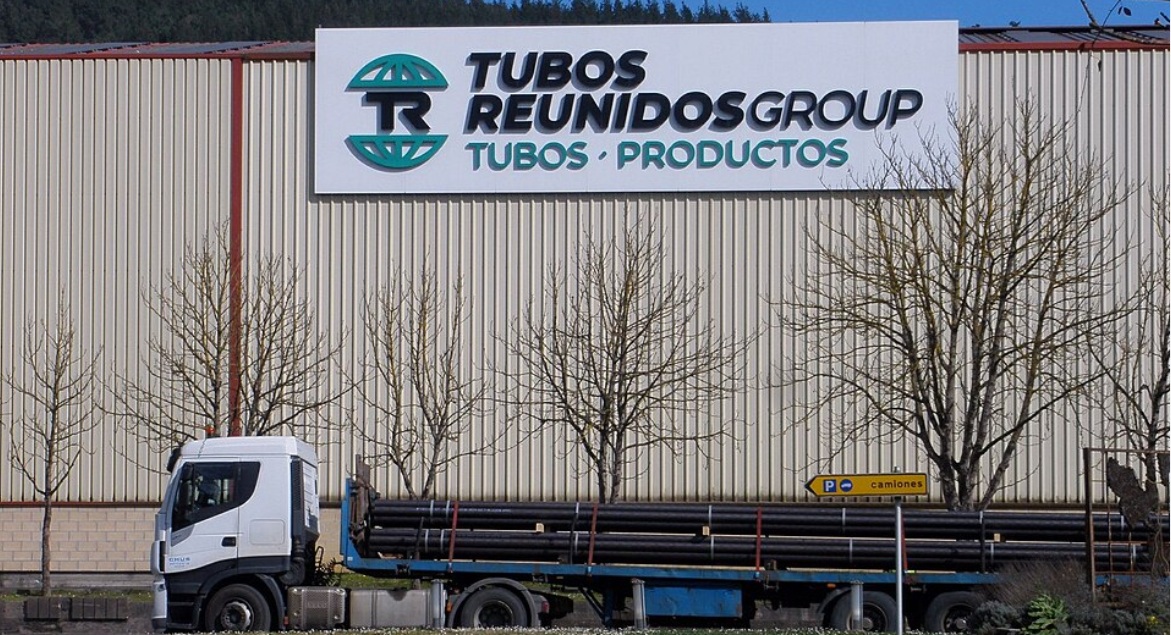 TR
TUBOS
REUNIDOSGROUP
TUBOS · PRODUCTOS
P camiones